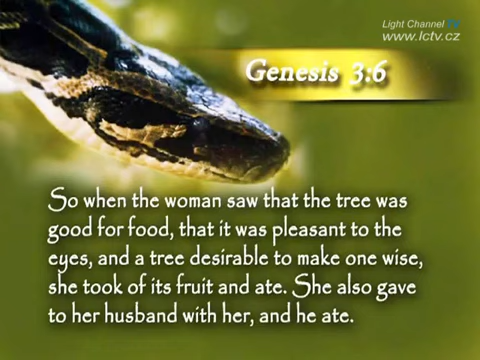 Light Channel TV
www.lctv.cz
Genesis 3:6
So when the woman saw that the tree was
good for food, that it was pleasant to the
eyes, and a tree desirable to make one wise,
she took of its fruit and ate. She also gave
to her husband with her, and he ate.